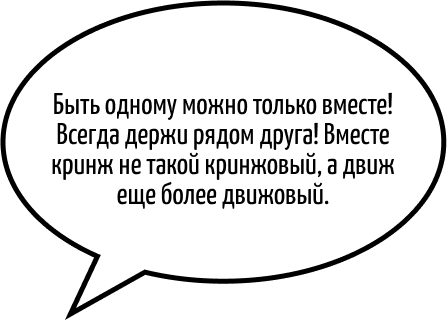 Быть одному можно только вместе!
Всегда держи рядом друга! Вместе
кринж не такой кринжовый, а движ
еще более движовый.